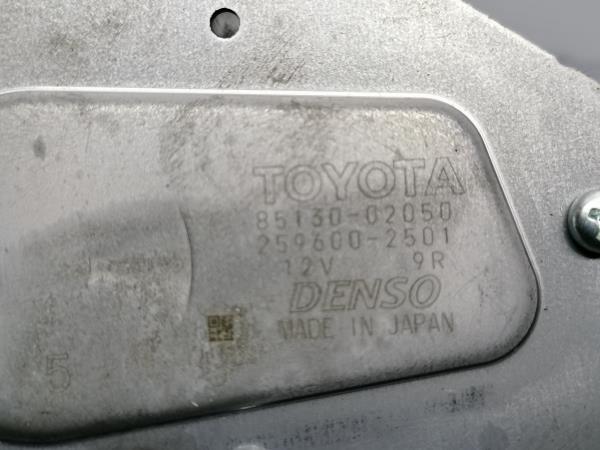 TOYOTA
85130-02050
259600-2501
12V 9R
DENSO
MADE IN JAPAN
5